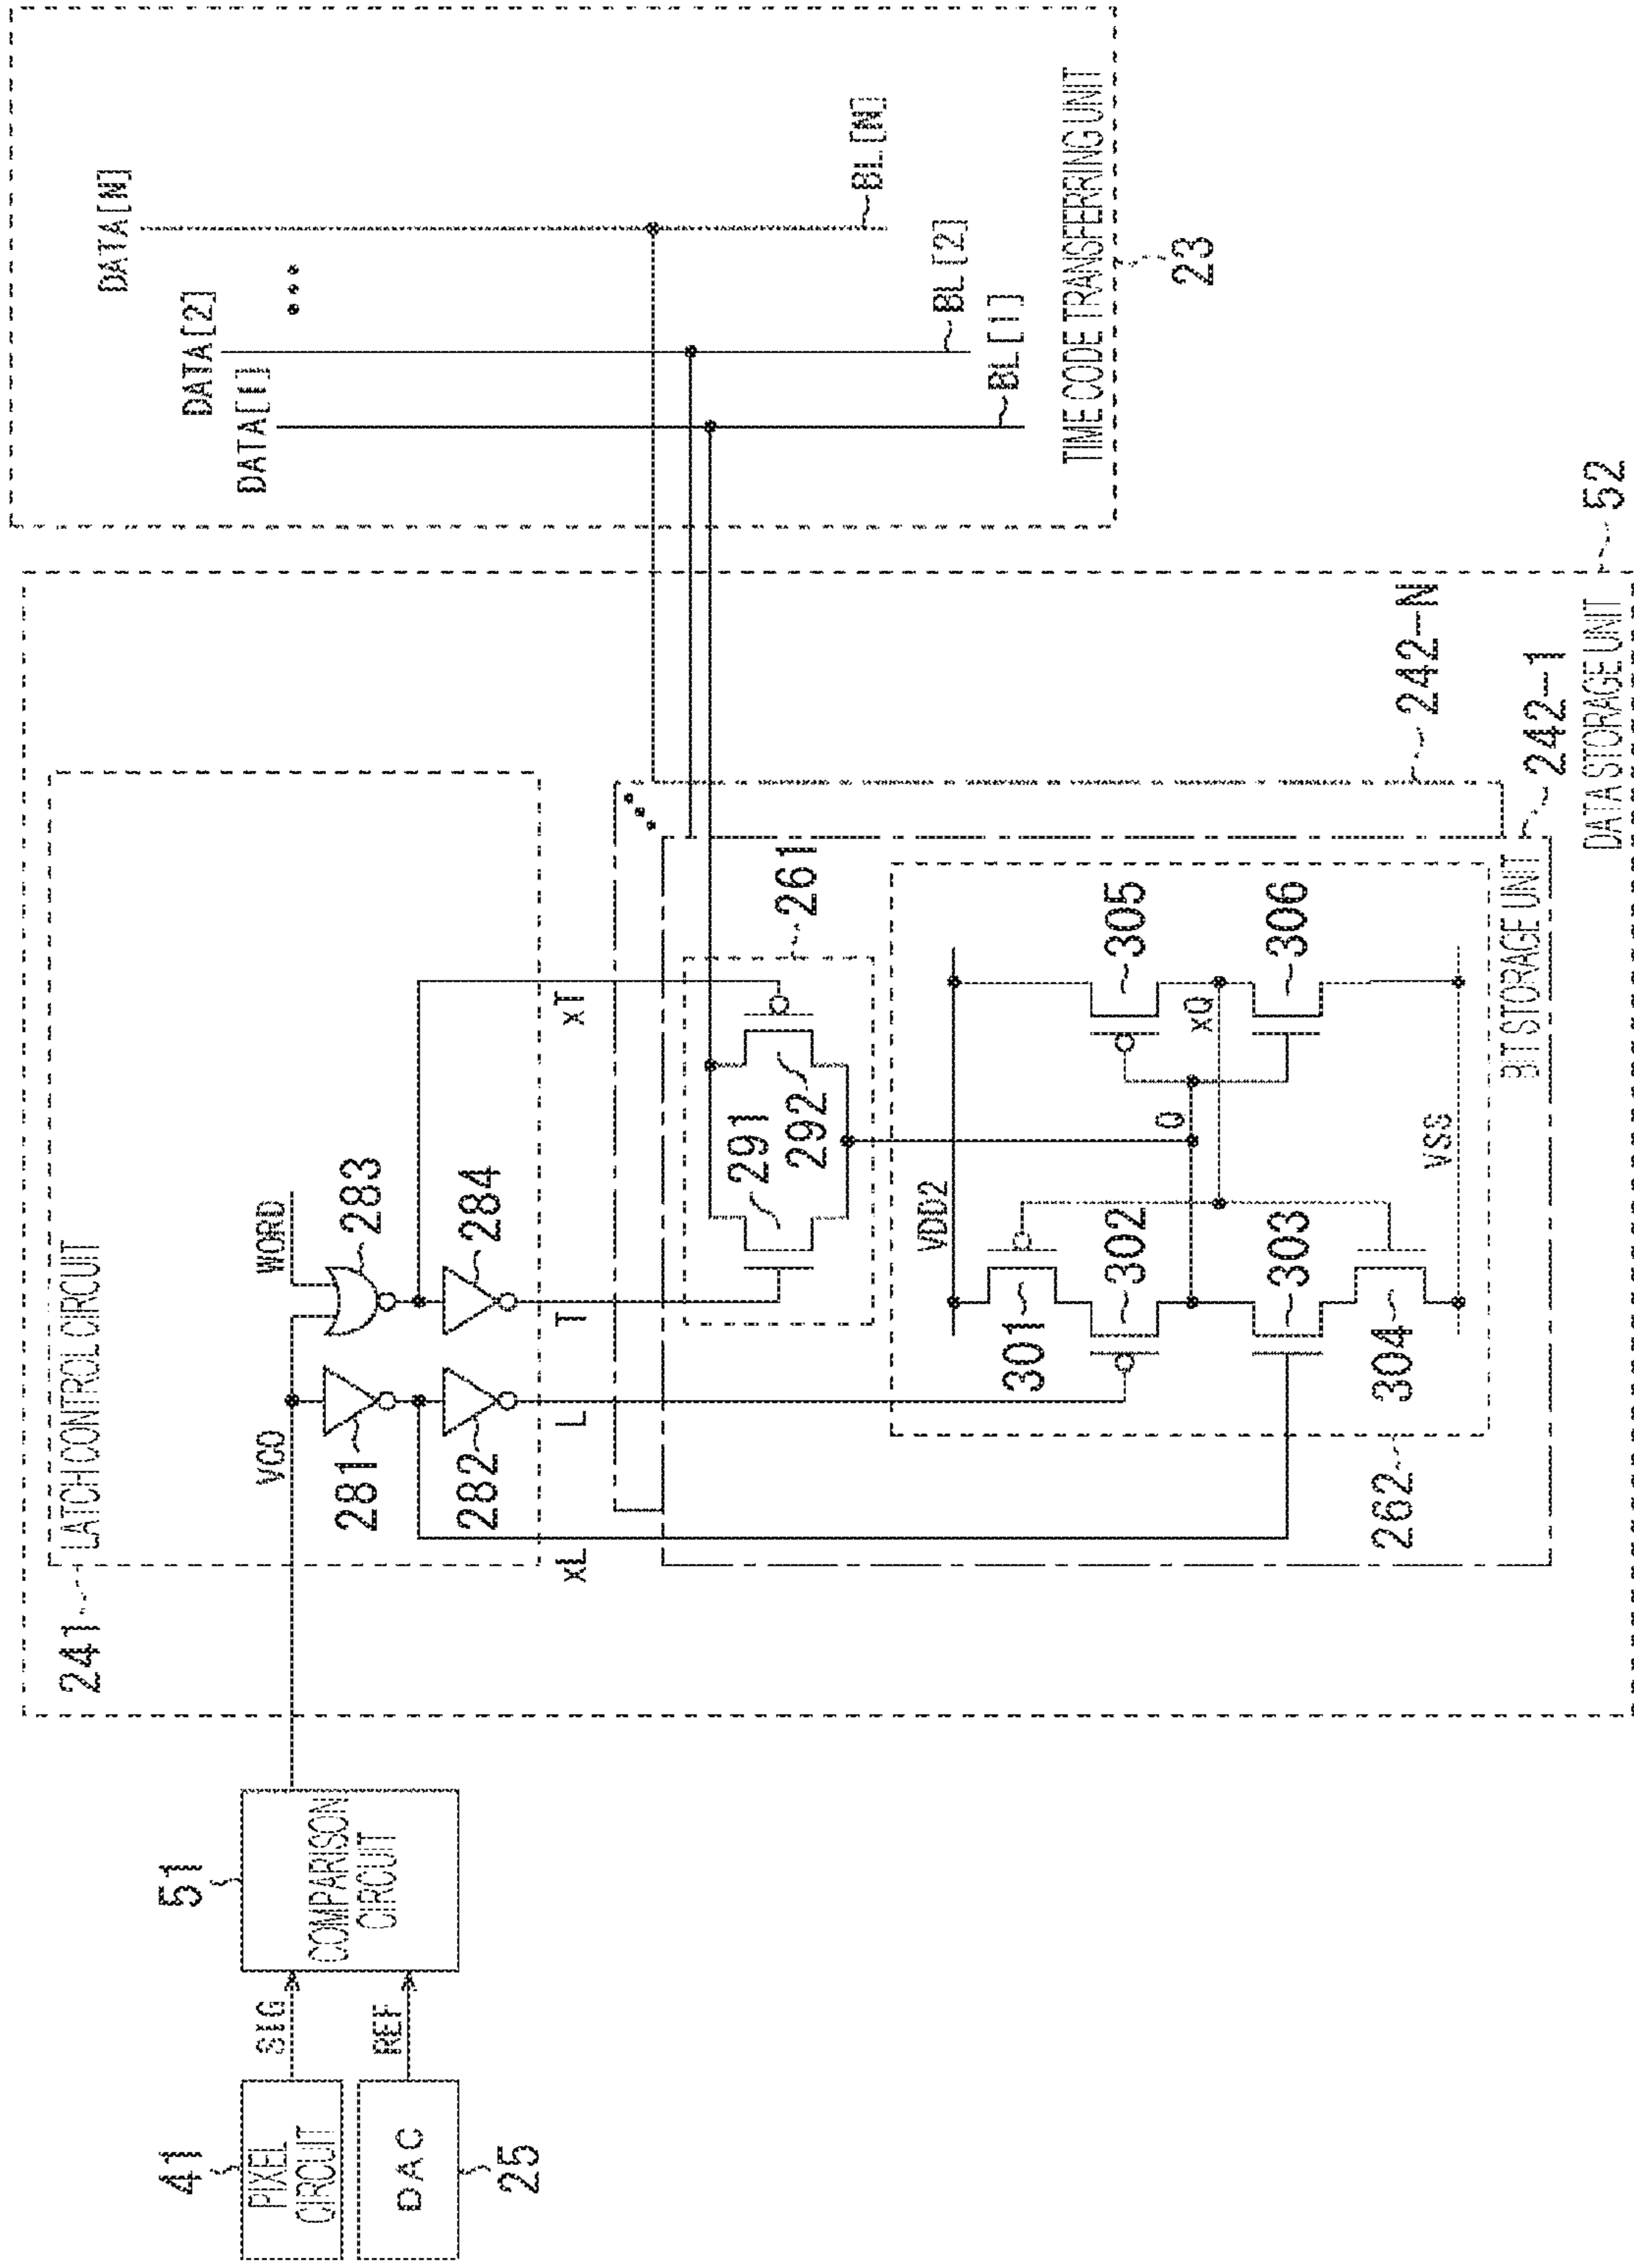 41
PIXEL
CIRCUIT
DAC
25
SIG
REF
51
COMPARISON
CIRCUIT
241
LATCH CONTROL CIRCUIT
VCO
WORD
281
282
283
284
xL
L
T
xT
261
291
292
VDD2
301
302
303
304
305
306
Q
xQ
VSS
262
BIT STORAGE UNIT
242-1
242-N
DATA STORAGE UNIT
52
DATA[1]
DATA[2]
DATA[N]
BL[1]
BL[2]
BL[N]
TIME CODE TRANSFERRING UNIT
23